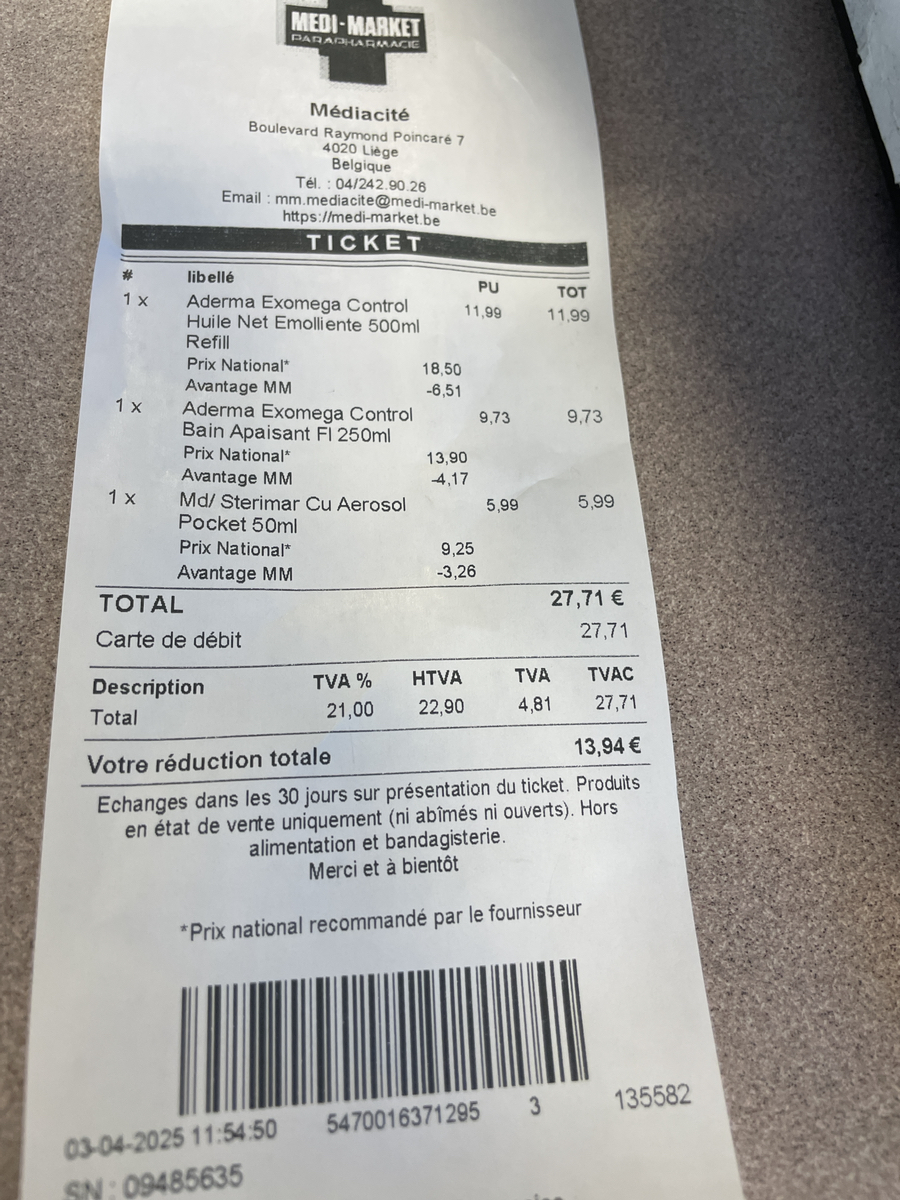 MEDI-MARKET
PARAPHARMACIE
Médiacité
Boulevard Raymond Poincaré 7
4020 Liège
Belgique
Tél. : 04/242.90.26
Email : mm.mediacite@medi-market.be
https://medi-market.be
TICKET
# libellé PU TOT
1 x Aderma Exomega Control 11,99 11,99
Huile Net Emolliente 500ml
Refill
Prix National* 18,50
Avantage MM -6,51
1 x Aderma Exomega Control 9,73 9,73
Bain Apaisant Fl 250ml
Prix National* 13,90
Avantage MM -4,17
1 x Md/ Sterimar Cu Aerosol 5,99 5,99
Pocket 50ml
Prix National* 9,25
Avantage MM -3,26
TOTAL 27,71 €
Carte de débit 27,71
Description TVA % HTVA TVA TVAC
Total 21,00 22,90 4,81 27,71
Votre réduction totale 13,94 €
Echanges dans les 30 jours sur présentation du ticket. Produits
en état de vente uniquement (ni abîmés ni ouverts). Hors
alimentation et bandagisterie.
Merci et à bientôt
*Prix national recommandé par le fournisseur
03-04-2025 11:54:50 5470016371295 3 135582
SN : 09485635